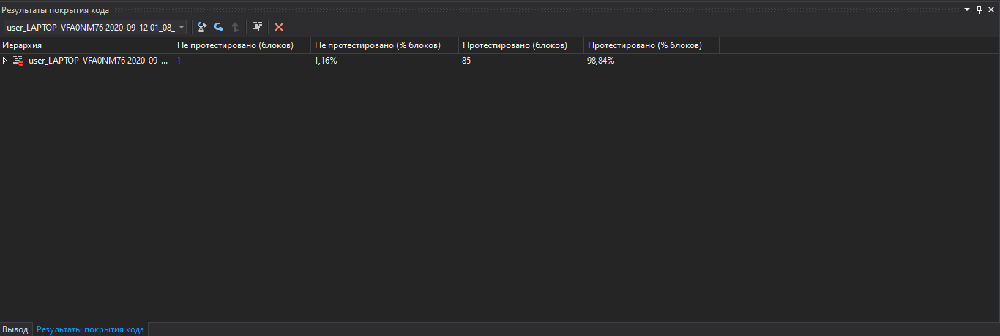 Результаты покрытия кода
user_LAPTOP-VFA0NM76 2020-09-12 01_08_
Иерархия Не протестировано (блоков) Не протестировано (% блоков) Протестировано (блоков) Протестировано (% блоков)
user_LAPTOP-VFA0NM76 2020-09-... 1 1,16% 85 98,84%
Вывод Результаты покрытия кода